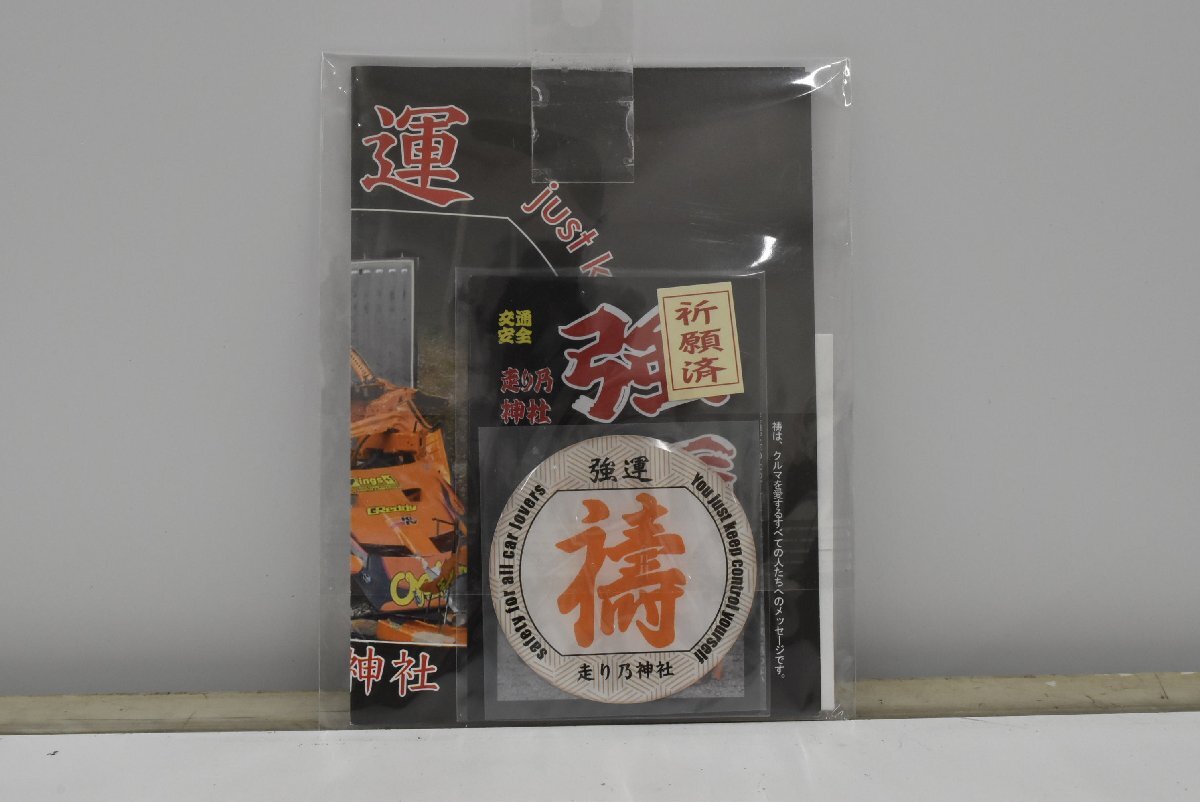 運
just k
交通
安全
走り乃
神社
強
祈願済
強運
safety for all car lovers
You just keep control yourself
禱
走り乃神社
禱は、クルマを愛するすべての人たちへのメッセージです。
GReddy
神社